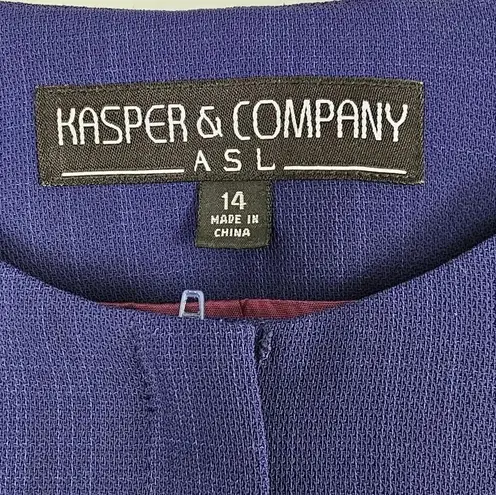 KASPER & COMPANY
ASL
14
MADE IN
CHINA